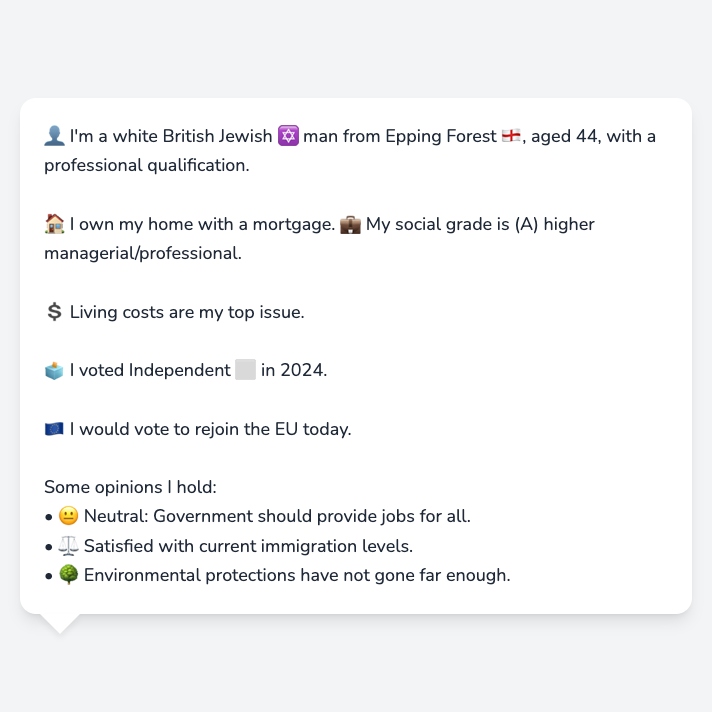 👤 I'm a white British Jewish 🔯 man from Epping Forest 🏴󠁧󠁢󠁥󠁮󠁧󠁿, aged 44, with a
professional qualification.
🏠 I own my home with a mortgage. 💼 My social grade is (A) higher
managerial/professional.
💲 Living costs are my top issue.
🗳️ I voted Independent ⬜ in 2024.
🇪🇺 I would vote to rejoin the EU today.
Some opinions I hold:
• 😐 Neutral: Government should provide jobs for all.
• ⚖️ Satisfied with current immigration levels.
• 🌳 Environmental protections have not gone far enough.